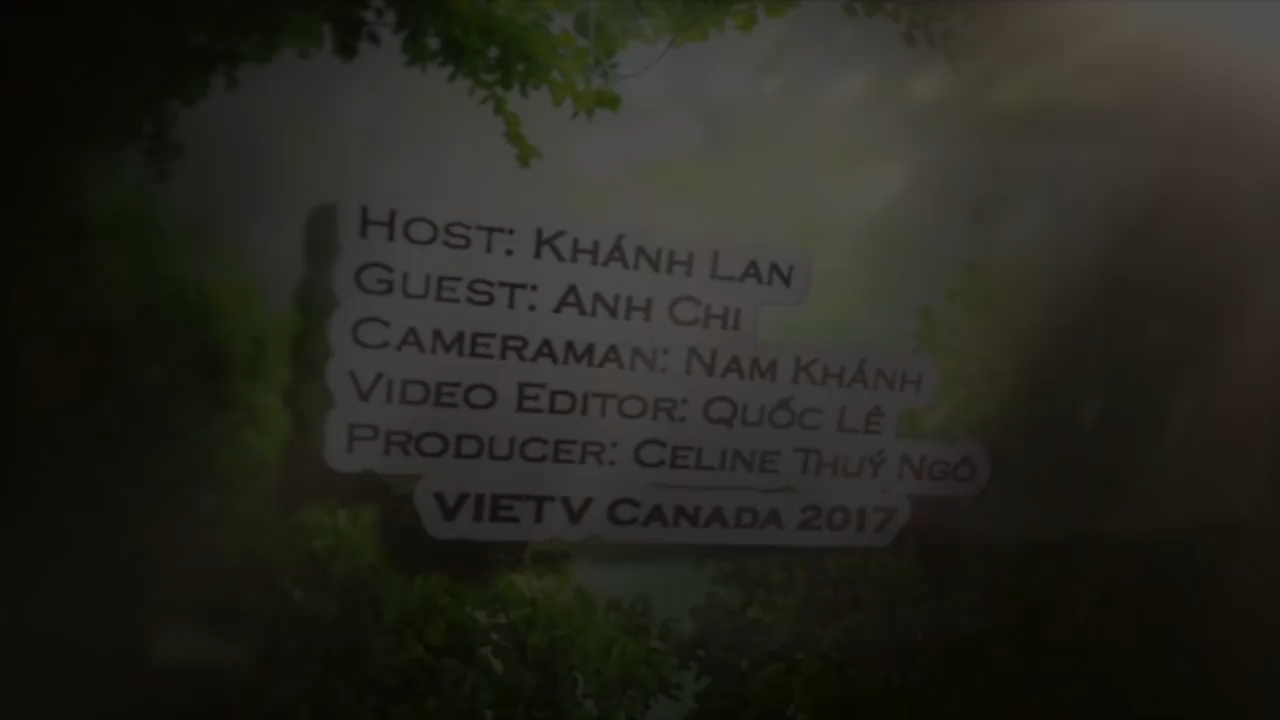 HOST: KHÁNH LAN
GUEST: ANH CHI
CAMERAMAN: NAM KHÁNH
VIDEO EDITOR: QUỐC LÊ
PRODUCER: CELINE THUÝ NGÔ
VIETV CANADA 2017